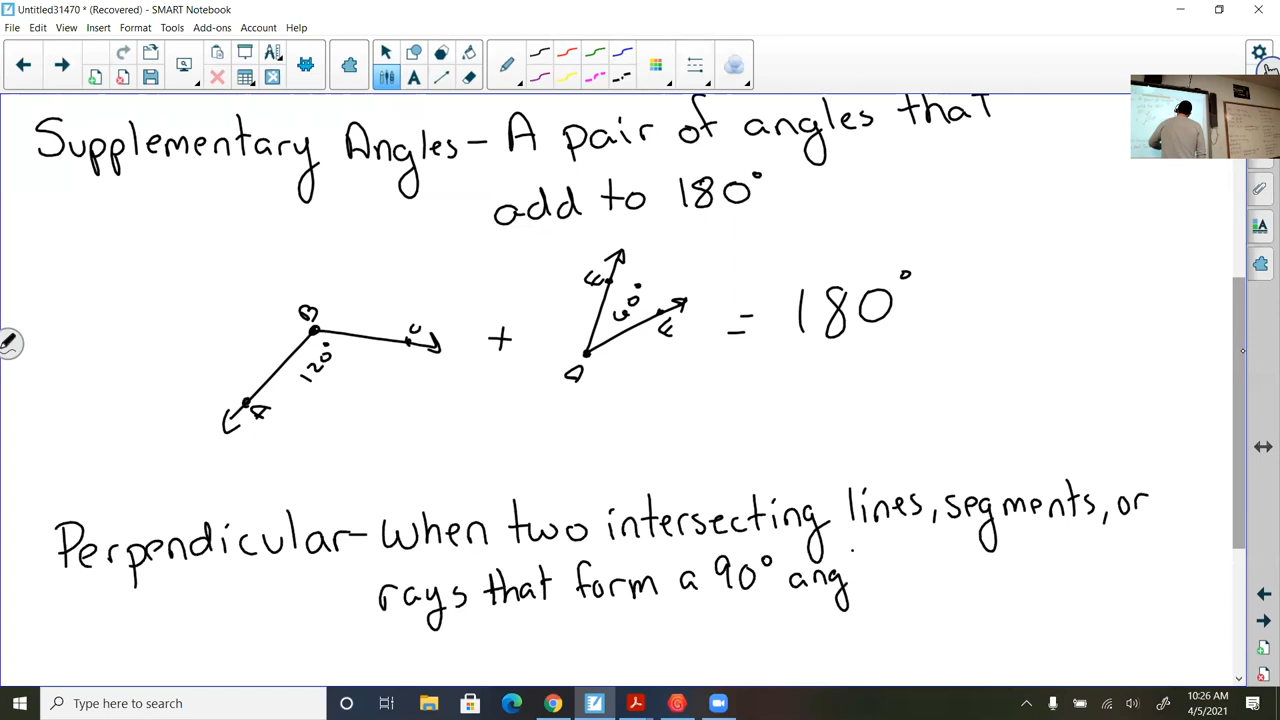 Untitled31470 * (Recovered) - SMART Notebook
File Edit View Insert Format Tools Add-ons Account Help
Supplementary Angles- A pair of angles that
add to 180°
B
C
120°
A
+
E
60°
F
D
= 180°
Perpendicular- When two intersecting lines, segments, or
rays that form a 90° ang
Type here to search
10:26 AM
4/5/2021